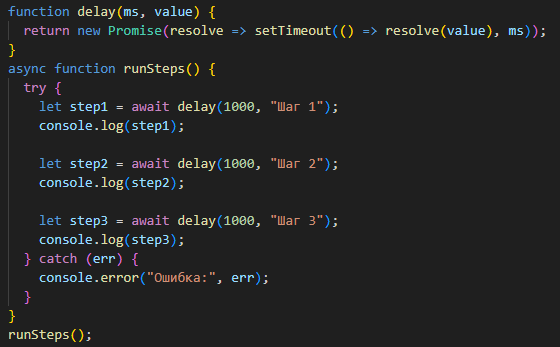 function delay(ms, value) {
  return new Promise(resolve => setTimeout(() => resolve(value), ms));
}
async function runSteps() {
  try {
    let step1 = await delay(1000, "Шаг 1");
    console.log(step1);

    let step2 = await delay(1000, "Шаг 2");
    console.log(step2);

    let step3 = await delay(1000, "Шаг 3");
    console.log(step3);
  } catch (err) {
    console.error("Ошибка:", err);
  }
}
runSteps();